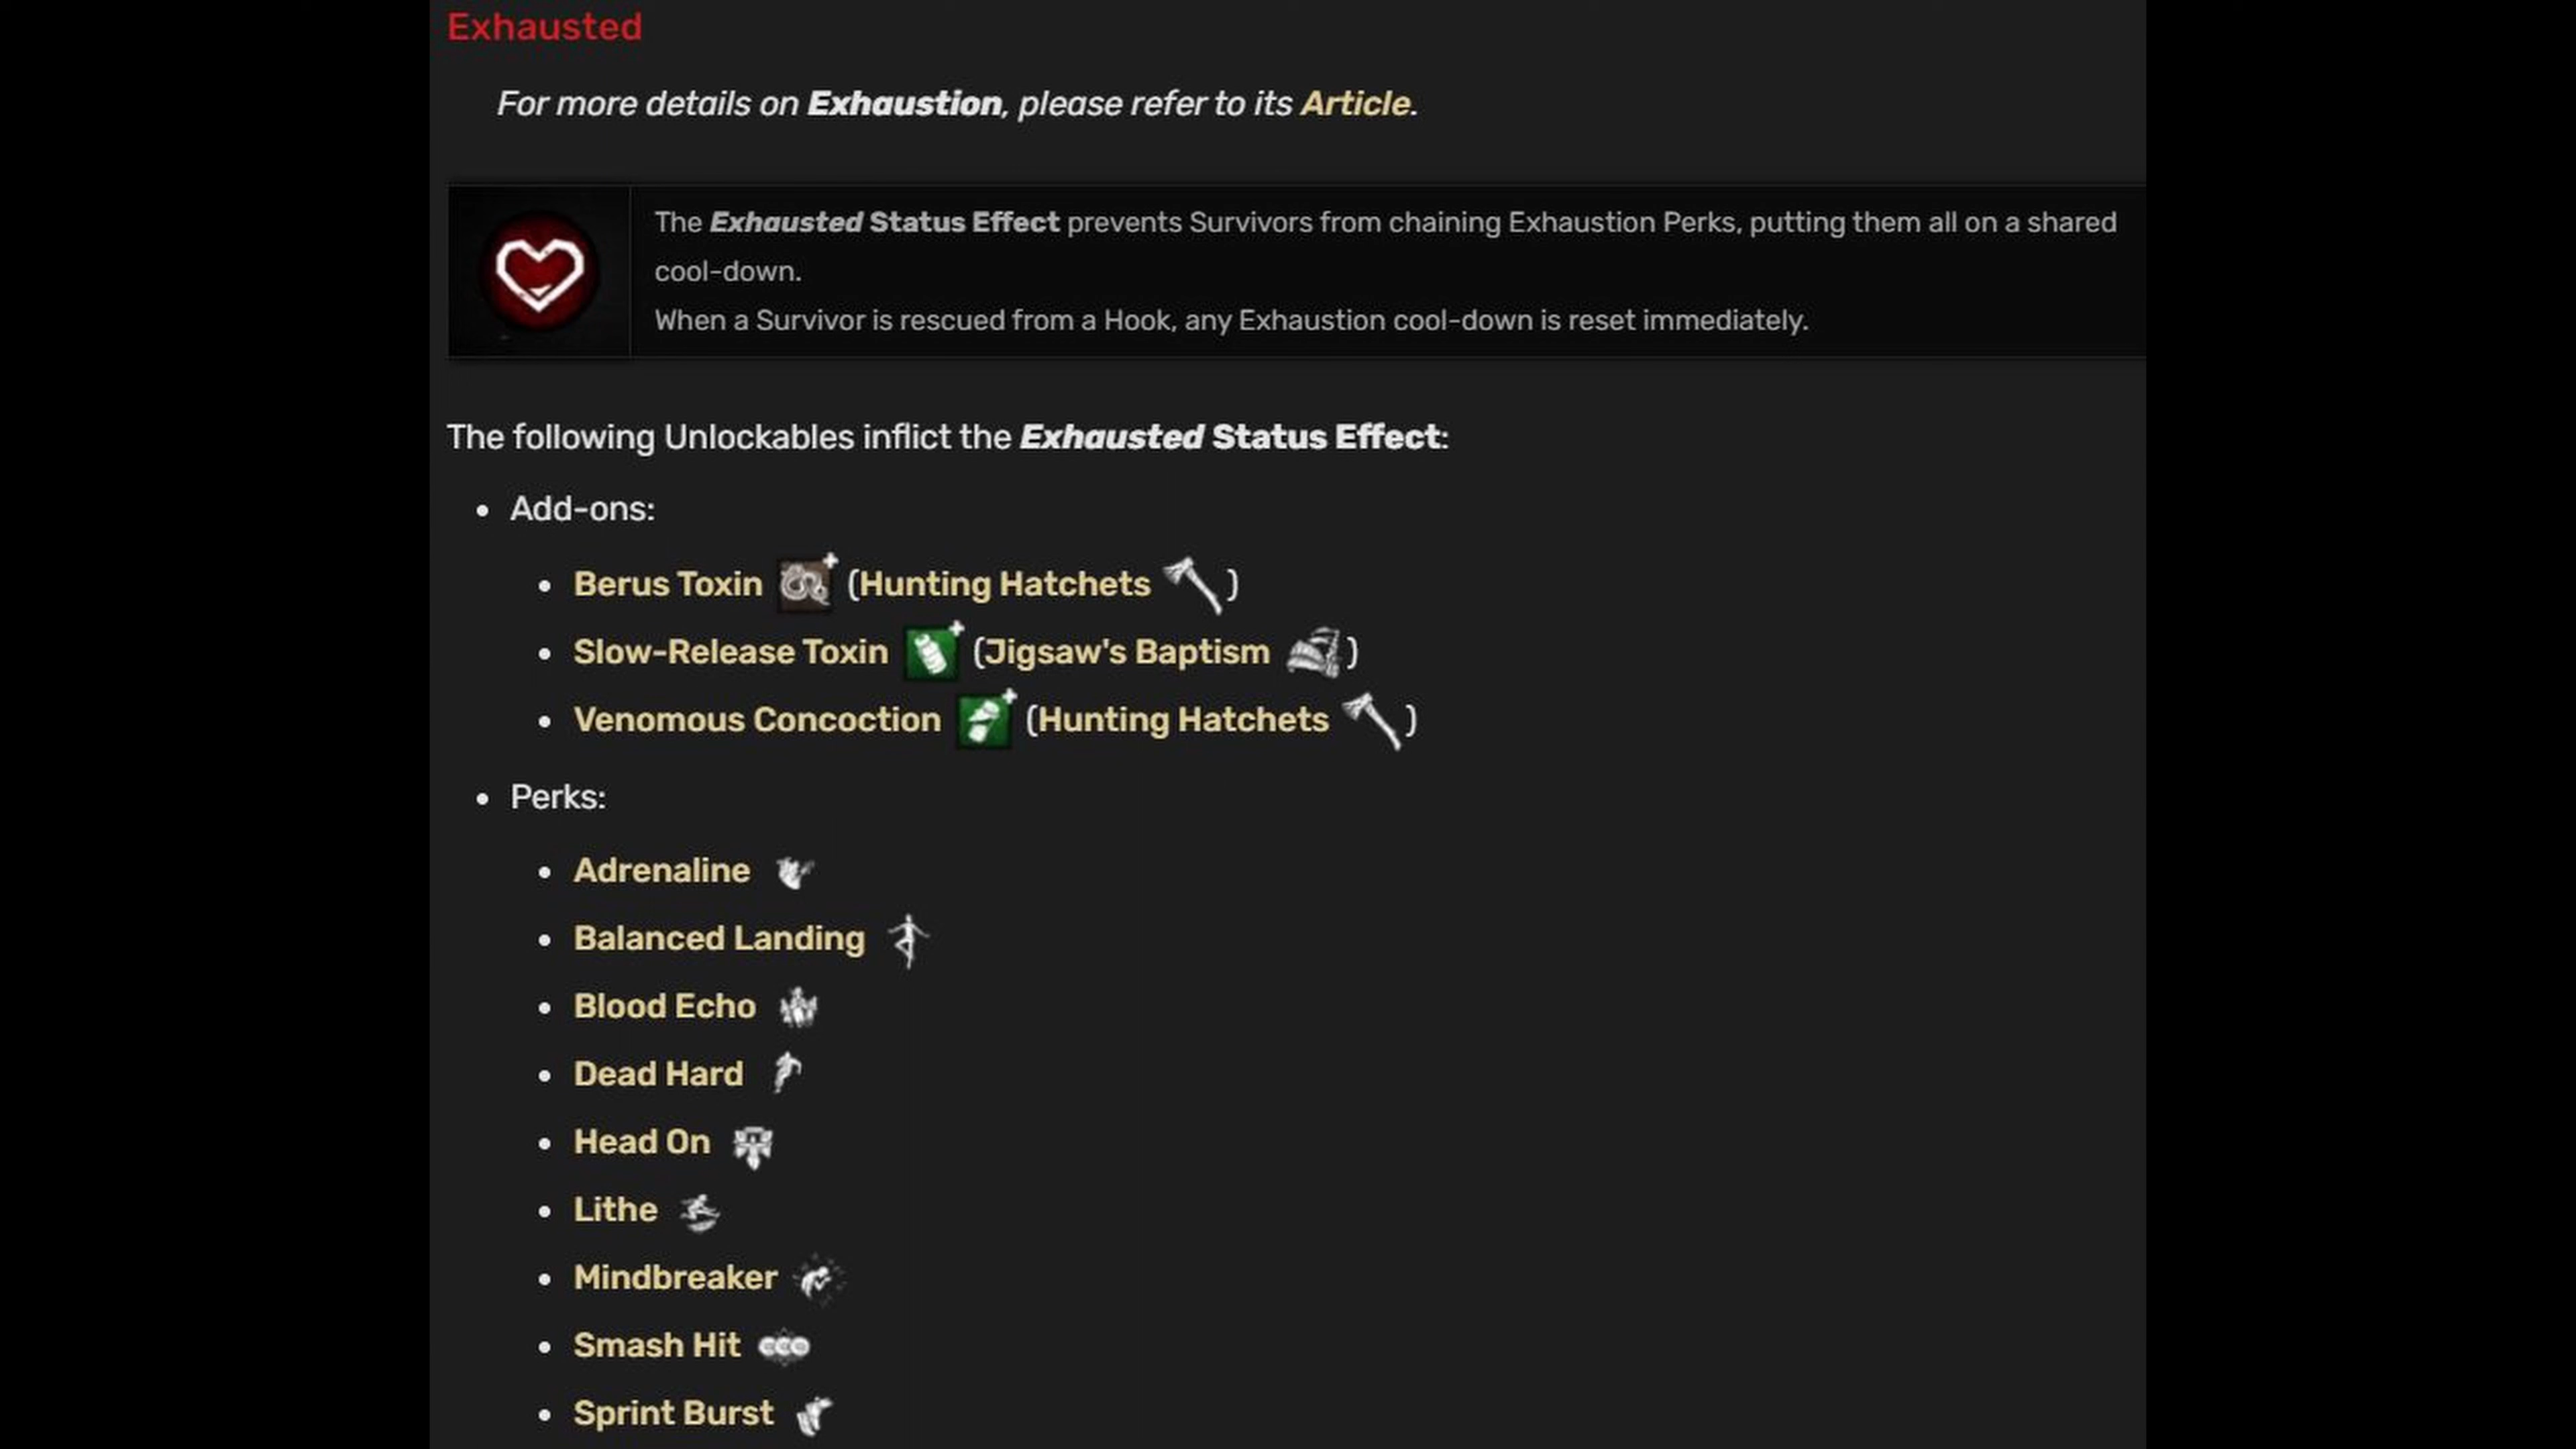 Exhausted
For more details on Exhaustion, please refer to its Article.
The Exhausted Status Effect prevents Survivors from chaining Exhaustion Perks, putting them all on a shared
cool-down.
When a Survivor is rescued from a Hook, any Exhaustion cool-down is reset immediately.
The following Unlockables inflict the Exhausted Status Effect:
• Add-ons:
• Berus Toxin (Hunting Hatchets )
• Slow-Release Toxin (Jigsaw's Baptism )
• Venomous Concoction (Hunting Hatchets )
• Perks:
• Adrenaline
• Balanced Landing
• Blood Echo
• Dead Hard
• Head On
• Lithe
• Mindbreaker
• Smash Hit
• Sprint Burst